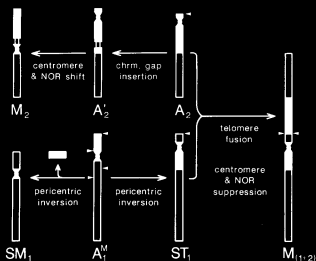 centromere
& NOR shift
chrm. gap
insertion
M2
A'2
A2
telomere
fusion
pericentric
inversion
pericentric
inversion
centromere
& NOR
suppression
SM1
A1M
ST1
M(1;2)